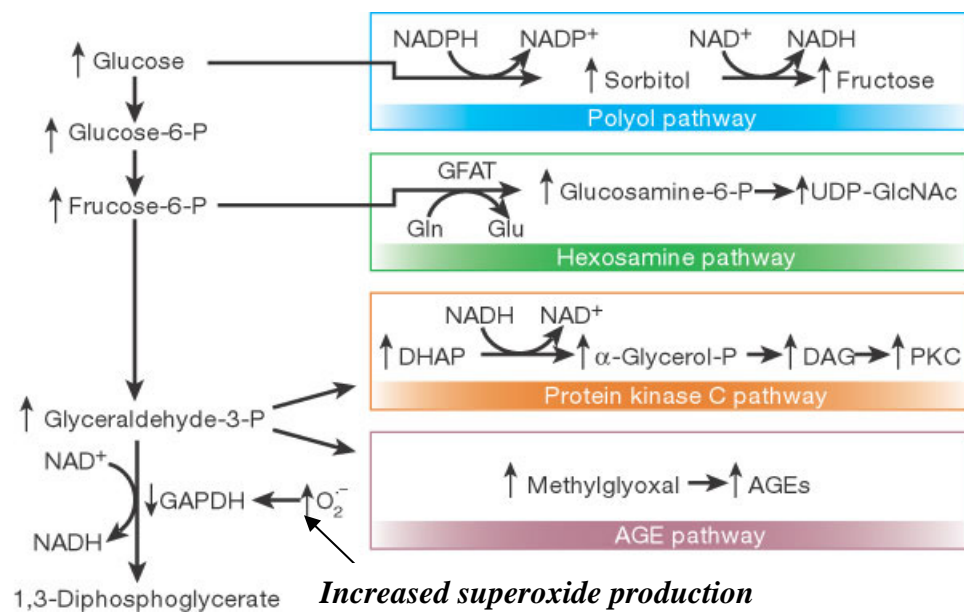 ↑ Glucose
↑ Glucose-6-P
↑ Frucose-6-P
↑ Glyceraldehyde-3-P
NAD⁺
↓GAPDH
↑O₂·⁻
NADH
1,3-Diphosphoglycerate
Increased superoxide production
NADPH NADP⁺ NAD⁺ NADH
↑ Sorbitol ↑ Fructose
Polyol pathway
GFAT
↑ Glucosamine-6-P → ↑UDP-GlcNAc
Gln Glu
Hexosamine pathway
NADH NAD⁺
↑ DHAP → ↑ α-Glycerol-P → ↑ DAG → ↑ PKC
Protein kinase C pathway
↑ Methylglyoxal → ↑ AGEs
AGE pathway